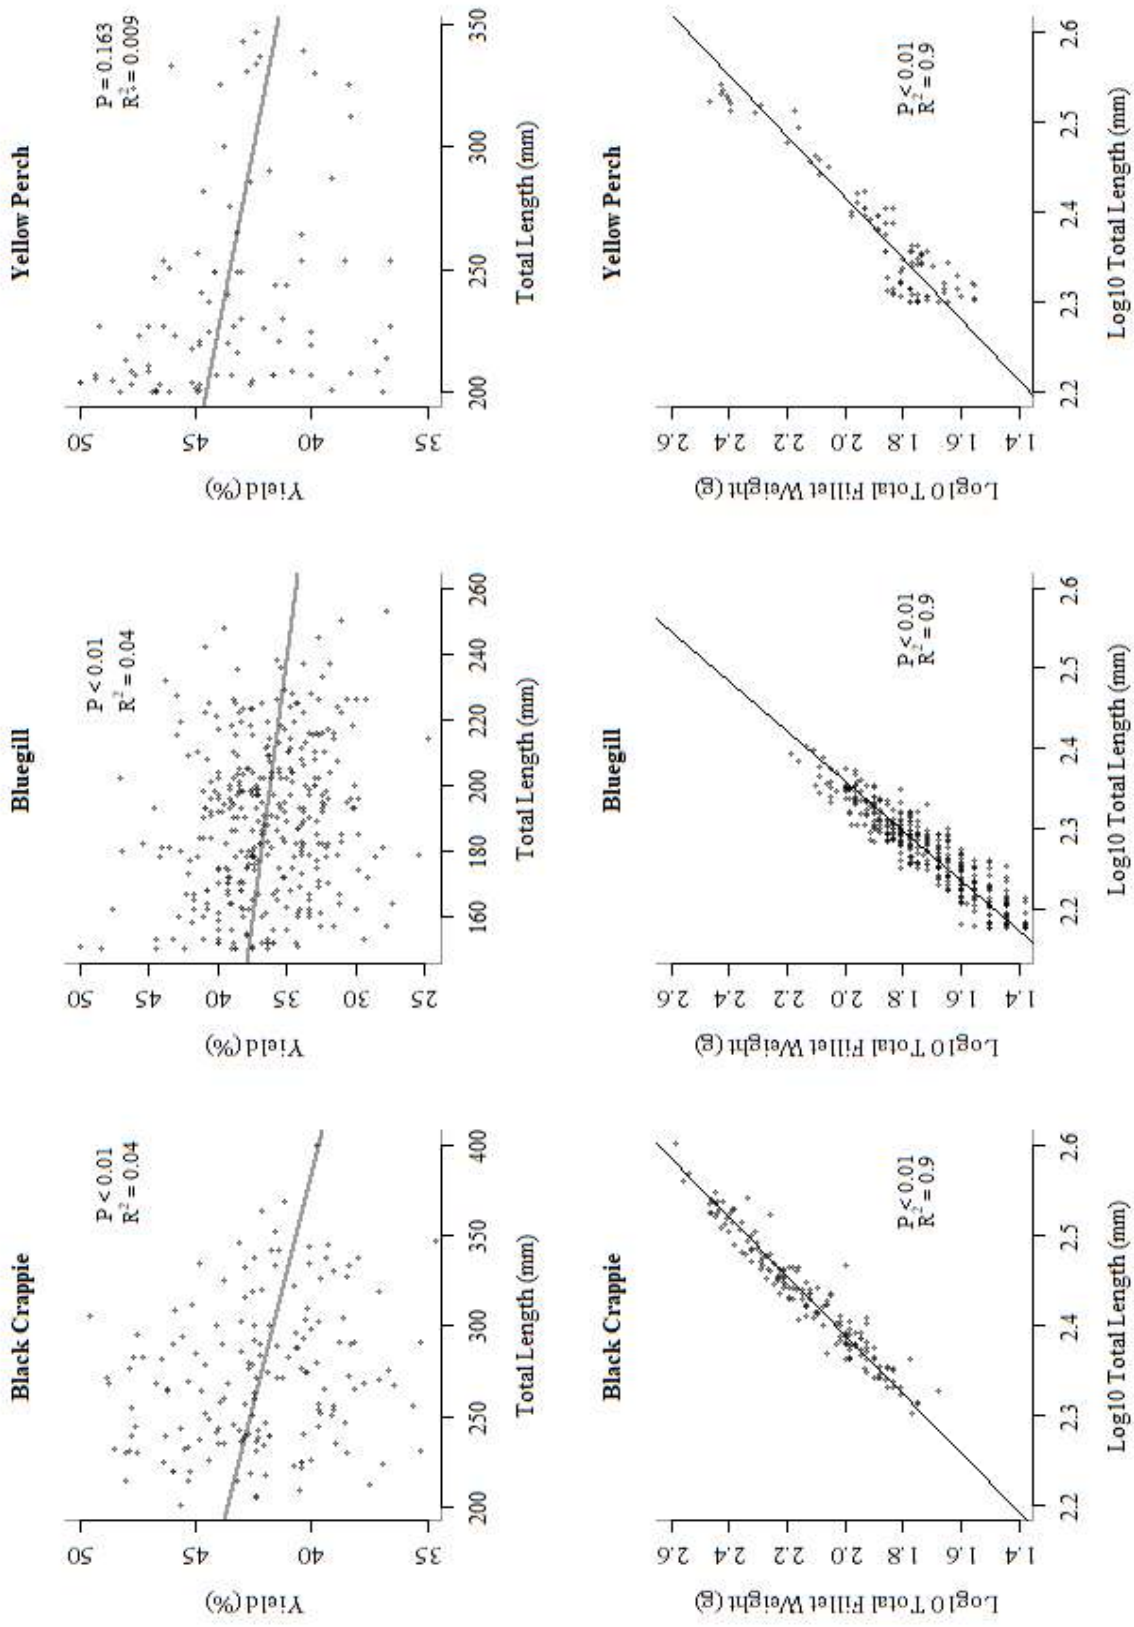 Black Crappie
P < 0.01
R² = 0.04
50
45
40
35
Yield (%)
200
250
300
350
400
Total Length (mm)
Bluegill
P < 0.01
R² = 0.04
50
45
40
35
30
25
Yield (%)
160
180
200
220
240
260
Total Length (mm)
Yellow Perch
P = 0.163
R² = 0.009
50
45
40
35
Yield (%)
200
250
300
350
Total Length (mm)
Black Crappie
P < 0.01
R² = 0.9
2.6
2.4
2.2
2.0
1.8
1.6
1.4
Log10 Total Fillet Weight (g)
2.2
2.3
2.4
2.5
2.6
Log10 Total Length (mm)
Bluegill
P < 0.01
R² = 0.9
2.6
2.4
2.2
2.0
1.8
1.6
1.4
Log10 Total Fillet Weight (g)
2.2
2.3
2.4
2.5
2.6
Log10 Total Length (mm)
Yellow Perch
P < 0.01
R² = 0.9
2.6
2.4
2.2
2.0
1.8
1.6
1.4
Log10 Total Fillet Weight (g)
2.2
2.3
2.4
2.5
2.6
Log10 Total Length (mm)